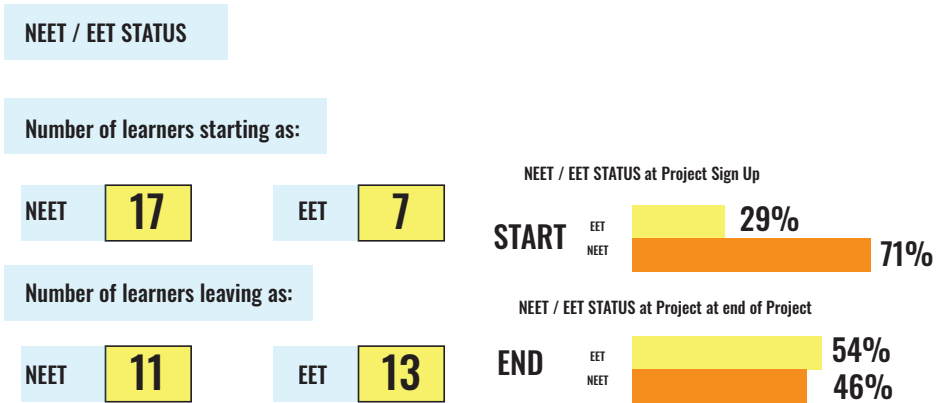 NEET / EET STATUS
Number of learners starting as:
NEET 17 EET 7
Number of learners leaving as:
NEET 11 EET 13
NEET / EET STATUS at Project Sign Up
START
EET 29%
NEET 71%
NEET / EET STATUS at Project at end of Project
END
EET 54%
NEET 46%